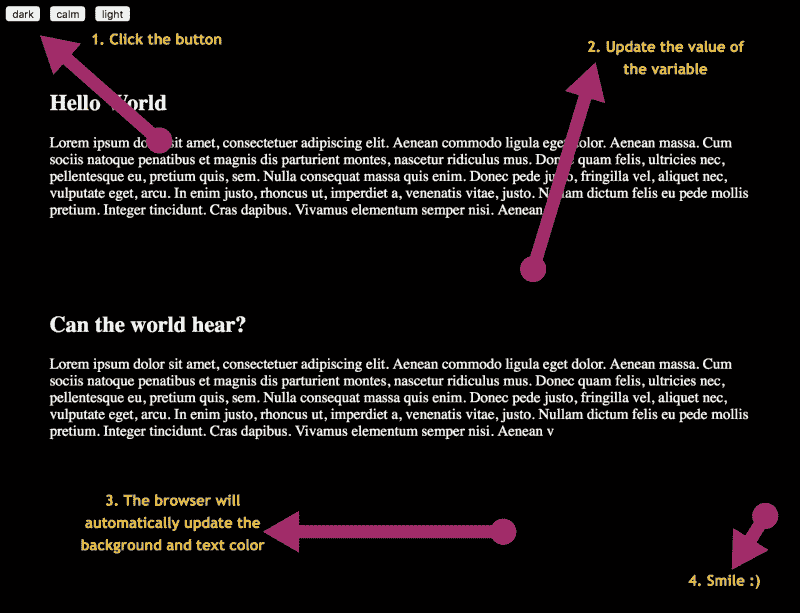 dark calm light
1. Click the button
2. Update the value of
the variable
Hello World
Lorem ipsum dolor sit amet, consectetuer adipiscing elit. Aenean commodo ligula eget dolor. Aenean massa. Cum
sociis natoque penatibus et magnis dis parturient montes, nascetur ridiculus mus. Donec quam felis, ultricies nec,
pellentesque eu, pretium quis, sem. Nulla consequat massa quis enim. Donec pede justo, fringilla vel, aliquet nec,
vulputate eget, arcu. In enim justo, rhoncus ut, imperdiet a, venenatis vitae, justo. Nullam dictum felis eu pede mollis
pretium. Integer tincidunt. Cras dapibus. Vivamus elementum semper nisi. Aenean
Can the world hear?
Lorem ipsum dolor sit amet, consectetuer adipiscing elit. Aenean commodo ligula eget dolor. Aenean massa. Cum
sociis natoque penatibus et magnis dis parturient montes, nascetur ridiculus mus. Donec quam felis, ultricies nec,
pellentesque eu, pretium quis, sem. Nulla consequat massa quis enim. Donec pede justo, fringilla vel, aliquet nec,
vulputate eget, arcu. In enim justo, rhoncus ut, imperdiet a, venenatis vitae, justo. Nullam dictum felis eu pede mollis
pretium. Integer tincidunt. Cras dapibus. Vivamus elementum semper nisi. Aenean v
3. The browser will
automatically update the
background and text color
4. Smile :)